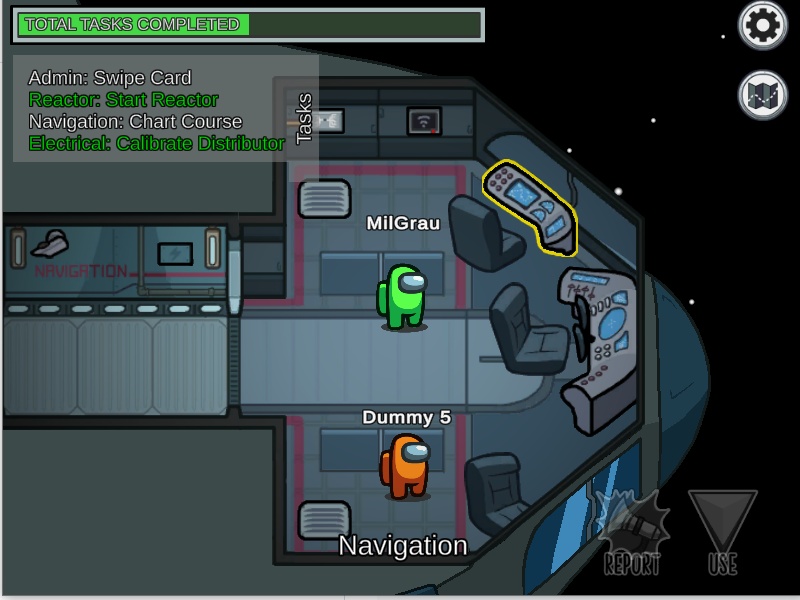 TOTAL TASKS COMPLETED
Admin: Swipe Card
Reactor: Start Reactor
Navigation: Chart Course
Electrical: Calibrate Distributor
Tasks
MilGrau
NAVIGATION
Dummy 5
Navigation
REPORT
USE